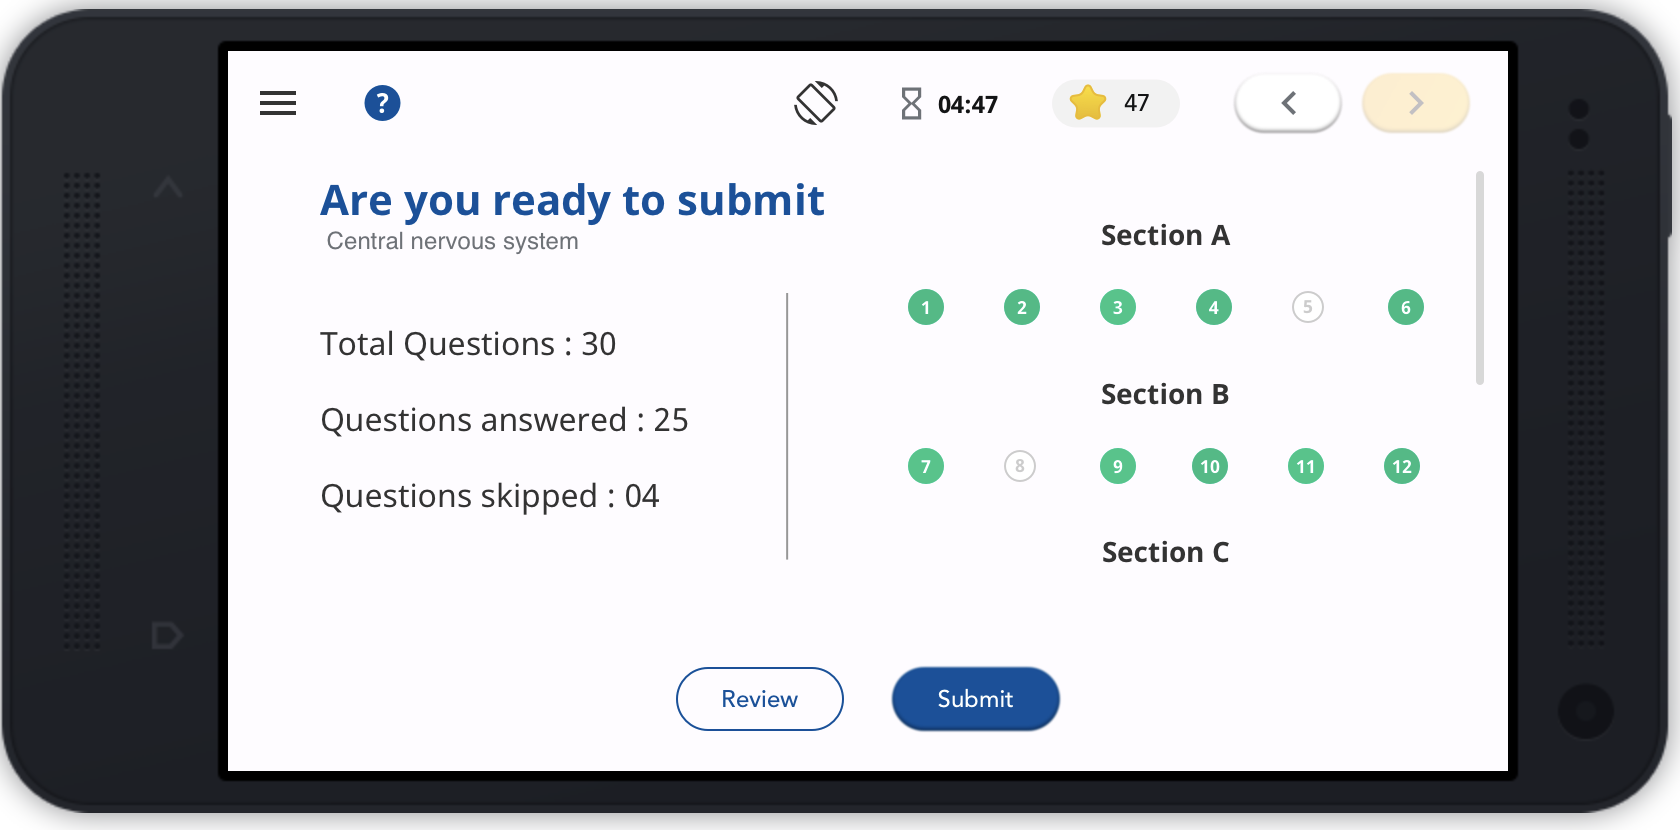 ?
04:47
47
Are you ready to submit
Central nervous system
Total Questions : 30
Questions answered : 25
Questions skipped : 04
Section A
1 2 3 4 5 6
Section B
7 8 9 10 11 12
Section C
Review
Submit